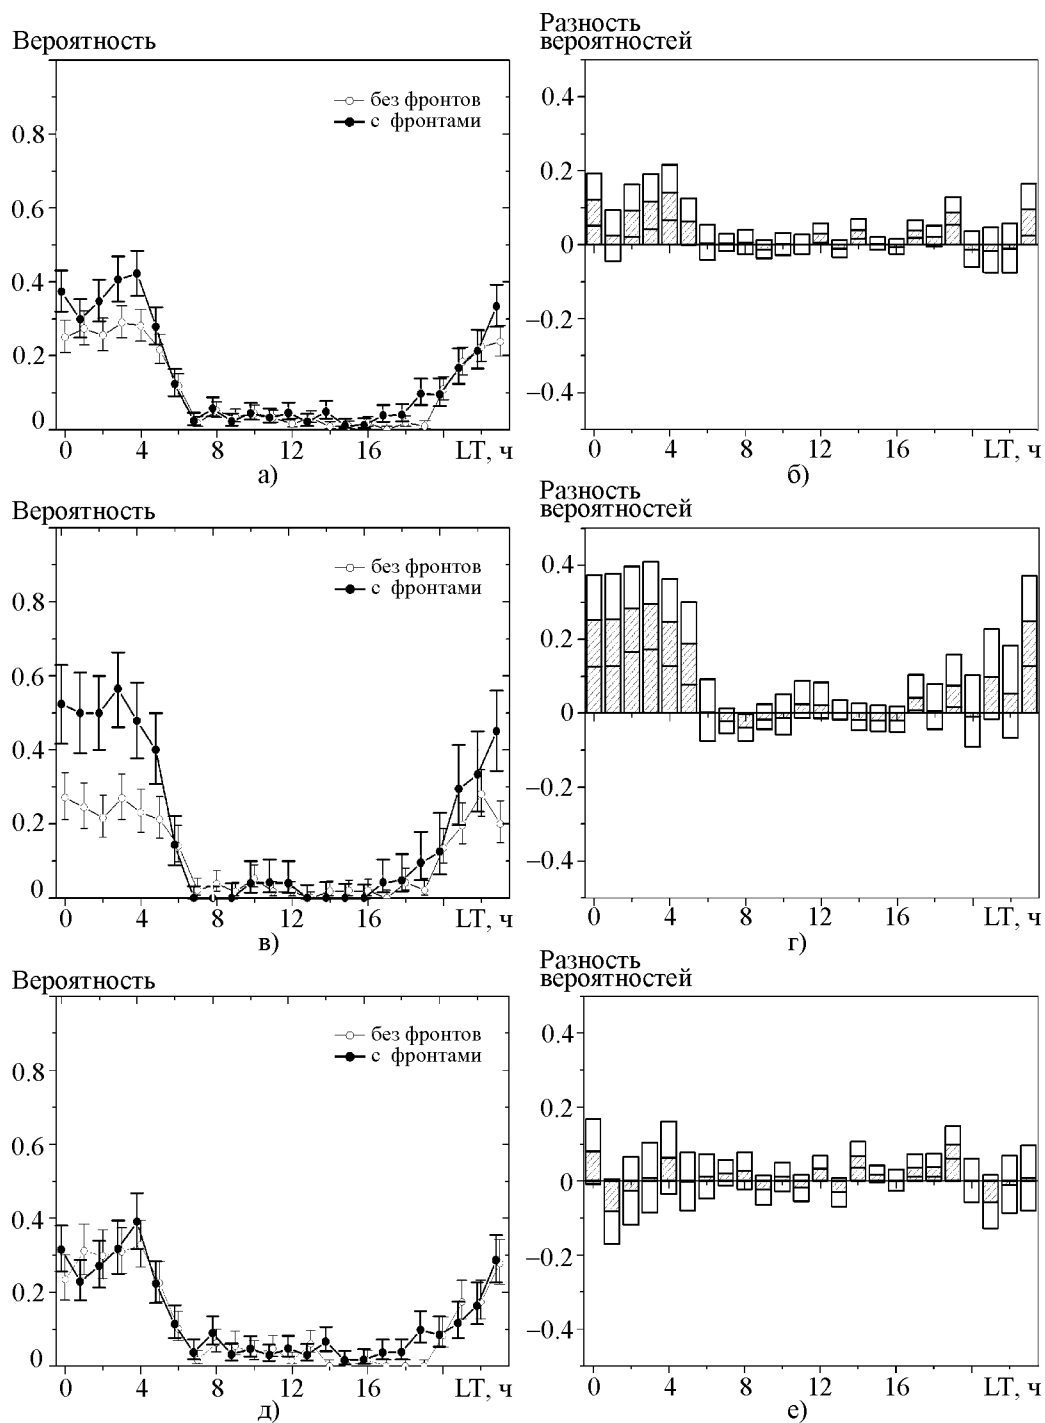 Вероятность
Разность
вероятностей
без фронтов
с фронтами
0.8
0.6
0.4
0.2
0
0 4 8 12 16 LT, ч
а)
0.4
0.2
0
–0.2
–0.4
0 4 8 12 16 LT, ч
б)
Вероятность
Разность
вероятностей
без фронтов
с фронтами
0.8
0.6
0.4
0.2
0
0 4 8 12 16 LT, ч
в)
0.4
0.2
0
–0.2
–0.4
0 4 8 12 16 LT, ч
г)
Вероятность
Разность
вероятностей
без фронтов
с фронтами
0.8
0.6
0.4
0.2
0
0 4 8 12 16 LT, ч
д)
0.4
0.2
0
–0.2
–0.4
0 4 8 12 16 LT, ч
е)